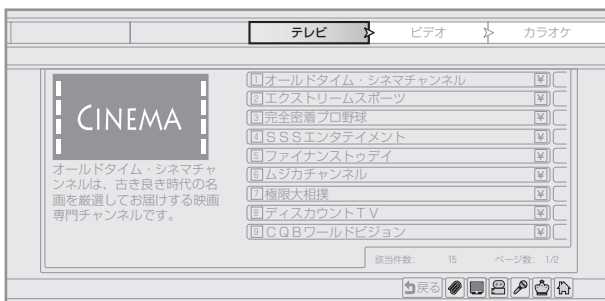 テレビ
ビデオ
カラオケ
CINEMA
オールドタイム・シネマチャ
ンネルは、古き良き時代の名
画を厳選してお届けする映画
専門チャンネルです。
1 オールドタイム・シネマチャンネル ¥
2 エクストリームスポーツ ¥
3 完全密着プロ野球 ¥
4 SSSエンタテイメント ¥
5 ファイナンストゥデイ ¥
6 ムジカチャンネル ¥
7 極限大相撲 ¥
8 ディスカウントTV ¥
9 CQBワールドビジョン ¥
該当件数: 15 ページ数: 1/2
戻る